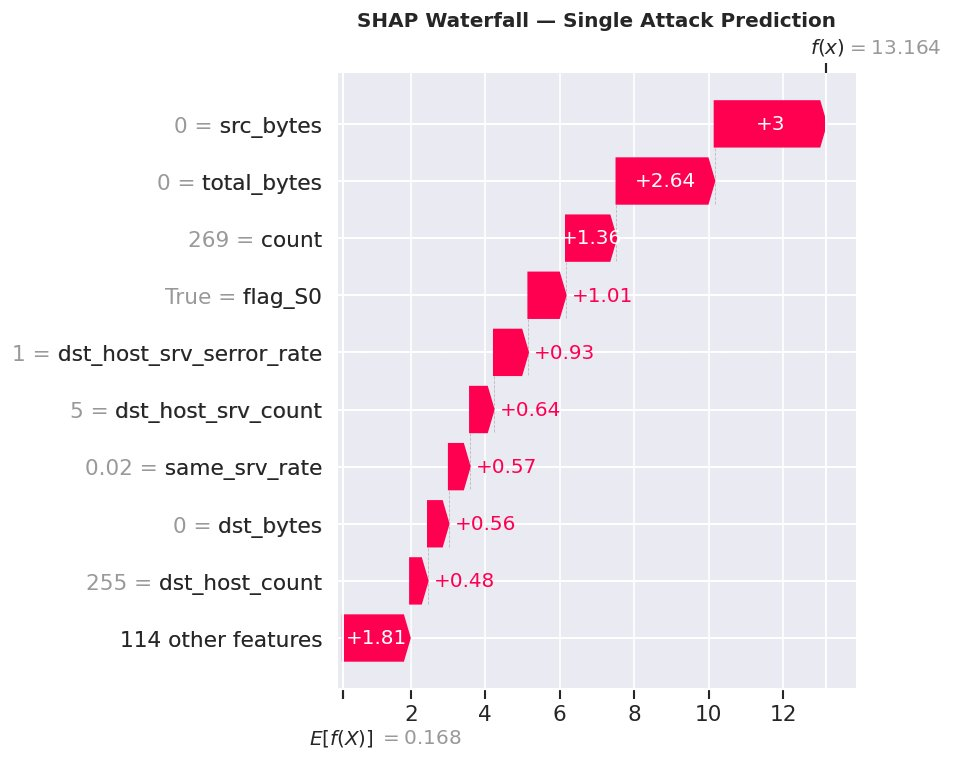 SHAP Waterfall — Single Attack Prediction
f(x) = 13.164
0 = src_bytes +3
0 = total_bytes +2.64
269 = count +1.36
True = flag_S0 +1.01
1 = dst_host_srv_serror_rate +0.93
5 = dst_host_srv_count +0.64
0.02 = same_srv_rate +0.57
0 = dst_bytes +0.56
255 = dst_host_count +0.48
114 other features +1.81
2 4 6 8 10 12
E[f(X)] = 0.168